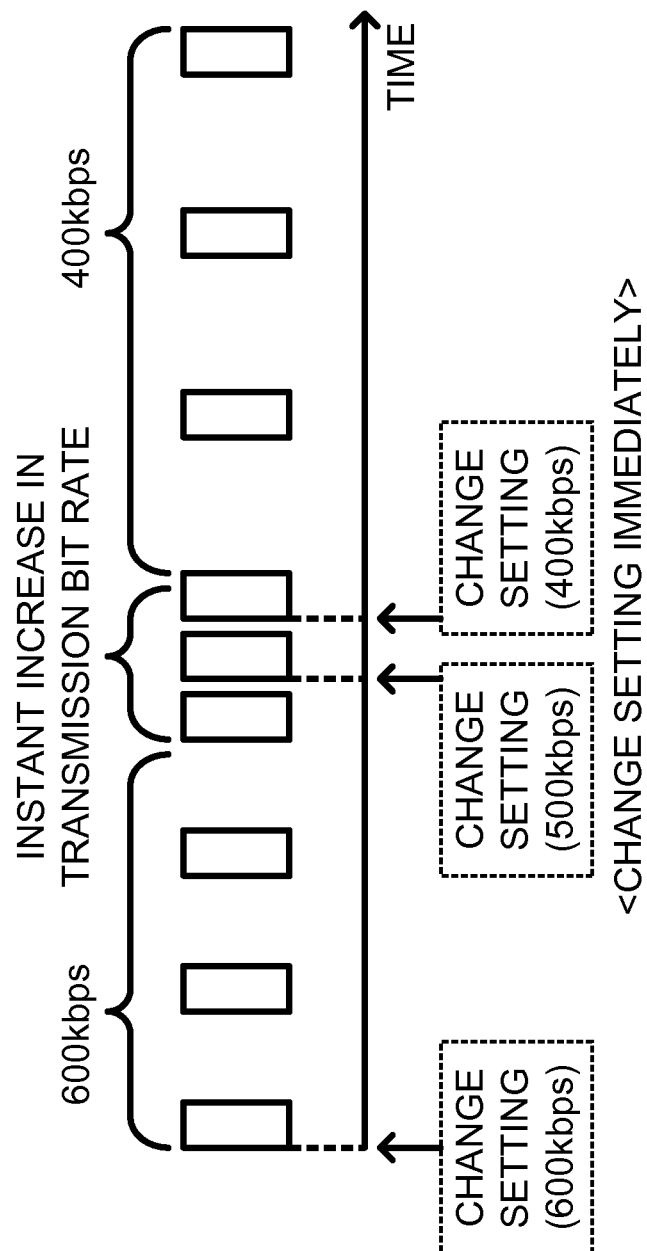 INSTANT INCREASE IN
TRANSMISSION BIT RATE
600kbps
400kbps
TIME
CHANGE
SETTING
(600kbps)
CHANGE
SETTING
(500kbps)
CHANGE
SETTING
(400kbps)
<CHANGE SETTING IMMEDIATELY>